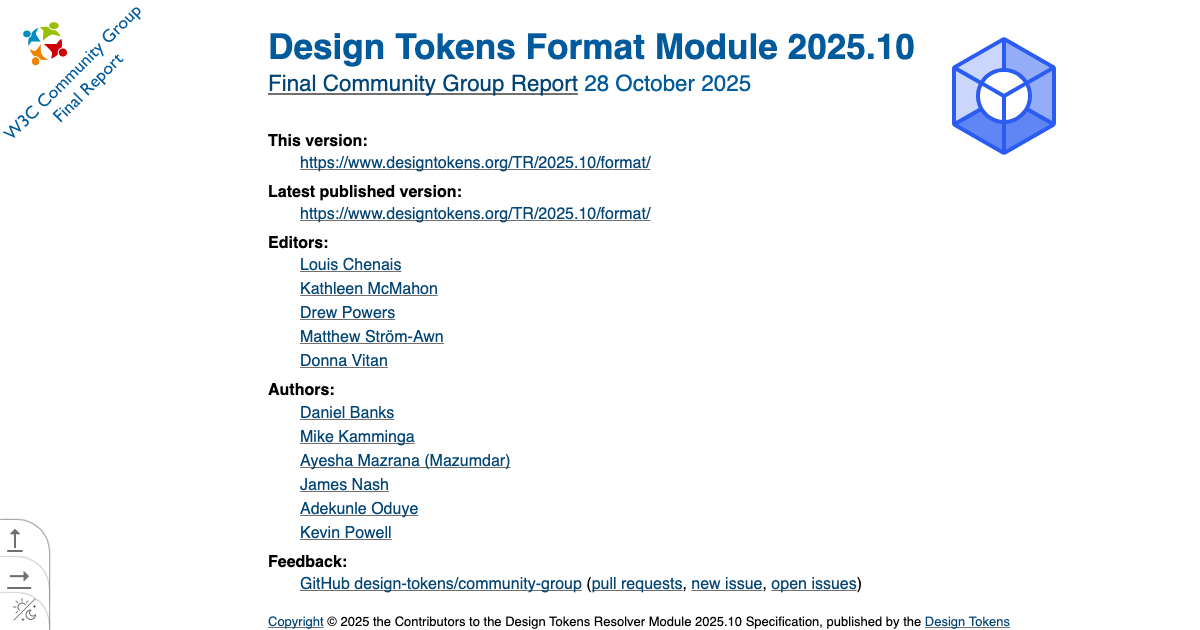 W3C Community Group
Final Report
Design Tokens Format Module 2025.10
Final Community Group Report 28 October 2025
This version:
https://www.designtokens.org/TR/2025.10/format/
Latest published version:
https://www.designtokens.org/TR/2025.10/format/
Editors:
Louis Chenais
Kathleen McMahon
Drew Powers
Matthew Ström-Awn
Donna Vitan
Authors:
Daniel Banks
Mike Kamminga
Ayesha Mazrana (Mazumdar)
James Nash
Adekunle Oduye
Kevin Powell
Feedback:
GitHub design-tokens/community-group (pull requests, new issue, open issues)
Copyright © 2025 the Contributors to the Design Tokens Resolver Module 2025.10 Specification, published by the Design Tokens